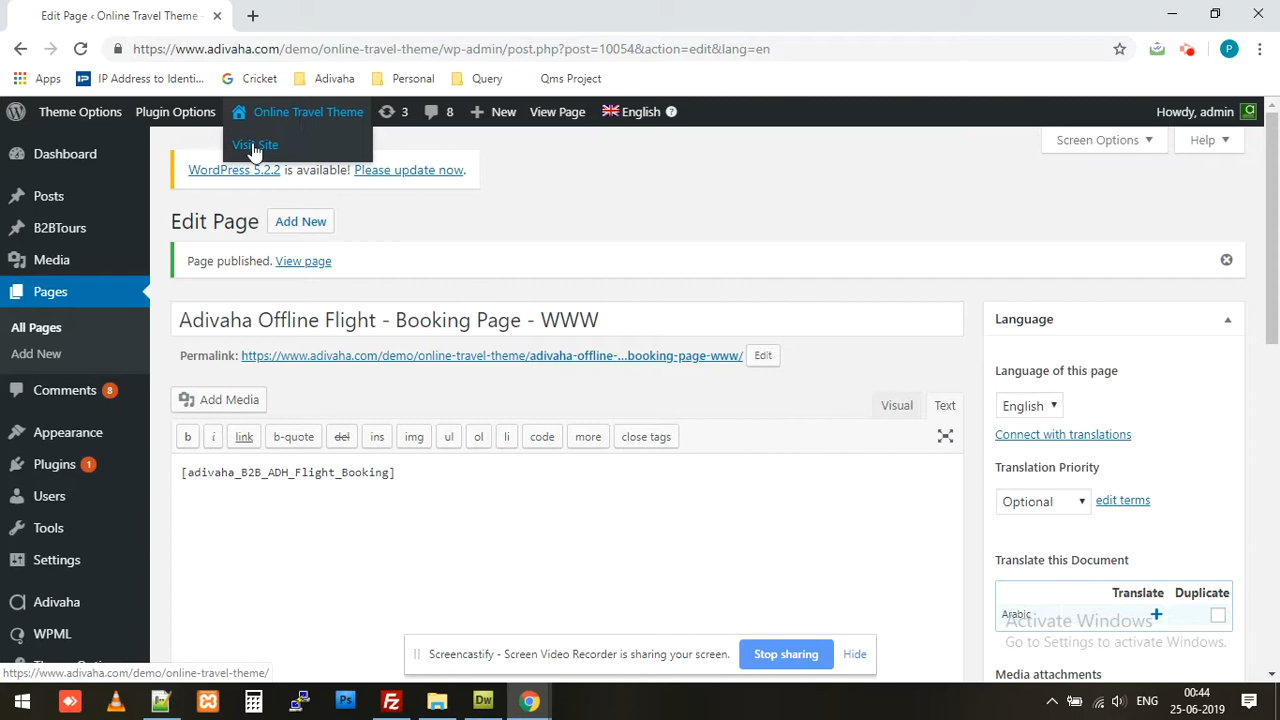 Edit Page ‹ Online Travel Theme -
https://www.adivaha.com/demo/online-travel-theme/wp-admin/post.php?post=10054&action=edit&lang=en
P
Apps IP Address to Identi... Cricket Adivaha Personal Query Qms Project
Theme Options Plugin Options Online Travel Theme 3 8 New View Page English Howdy, admin
Visit Site
Screen Options Help
WordPress 5.2.2 is available! Please update now.
Dashboard
Posts
B2BTours
Media
Pages
All Pages
Add New
Comments 8
Appearance
Plugins 1
Users
Tools
Settings
Adivaha
WPML
Edit Page Add New
Page published. View page
Adivaha Offline Flight - Booking Page - WWW
Permalink: https://www.adivaha.com/demo/online-travel-theme/adivaha-offline-...booking-page-www/ Edit
Add Media
Visual Text
b i link b-quote del ins img ul ol li code more close tags
[adivaha_B2B_ADH_Flight_Booking]
Language
Language of this page
English
Connect with translations
Translation Priority
Optional edit terms
Translate this Document
Translate Duplicate
Arabic
Activate Windows
Go to Settings to activate Windows.
Media attachments
Screencastify - Screen Video Recorder is sharing your screen. Stop sharing Hide
https://www.adivaha.com/demo/online-travel-theme/
ENG
00:44
25-06-2019